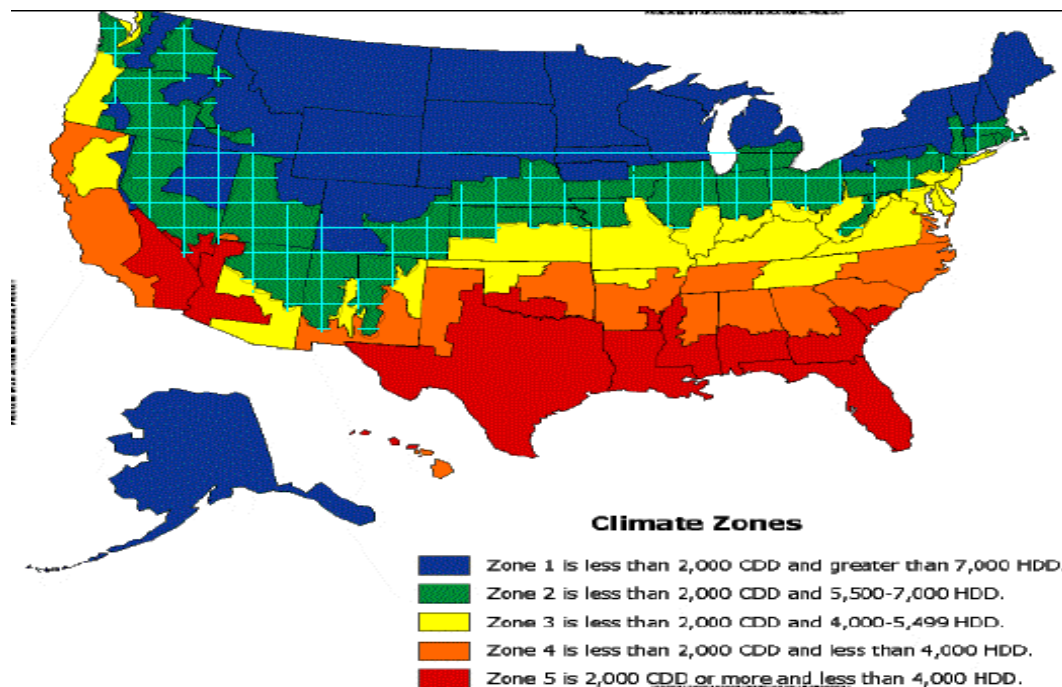 Climate Zones
Zone 1 is less than 2,000 CDD and greater than 7,000 HDD.
Zone 2 is less than 2,000 CDD and 5,500-7,000 HDD.
Zone 3 is less than 2,000 CDD and 4,000-5,499 HDD.
Zone 4 is less than 2,000 CDD and less than 4,000 HDD.
Zone 5 is 2,000 CDD or more and less than 4,000 HDD.